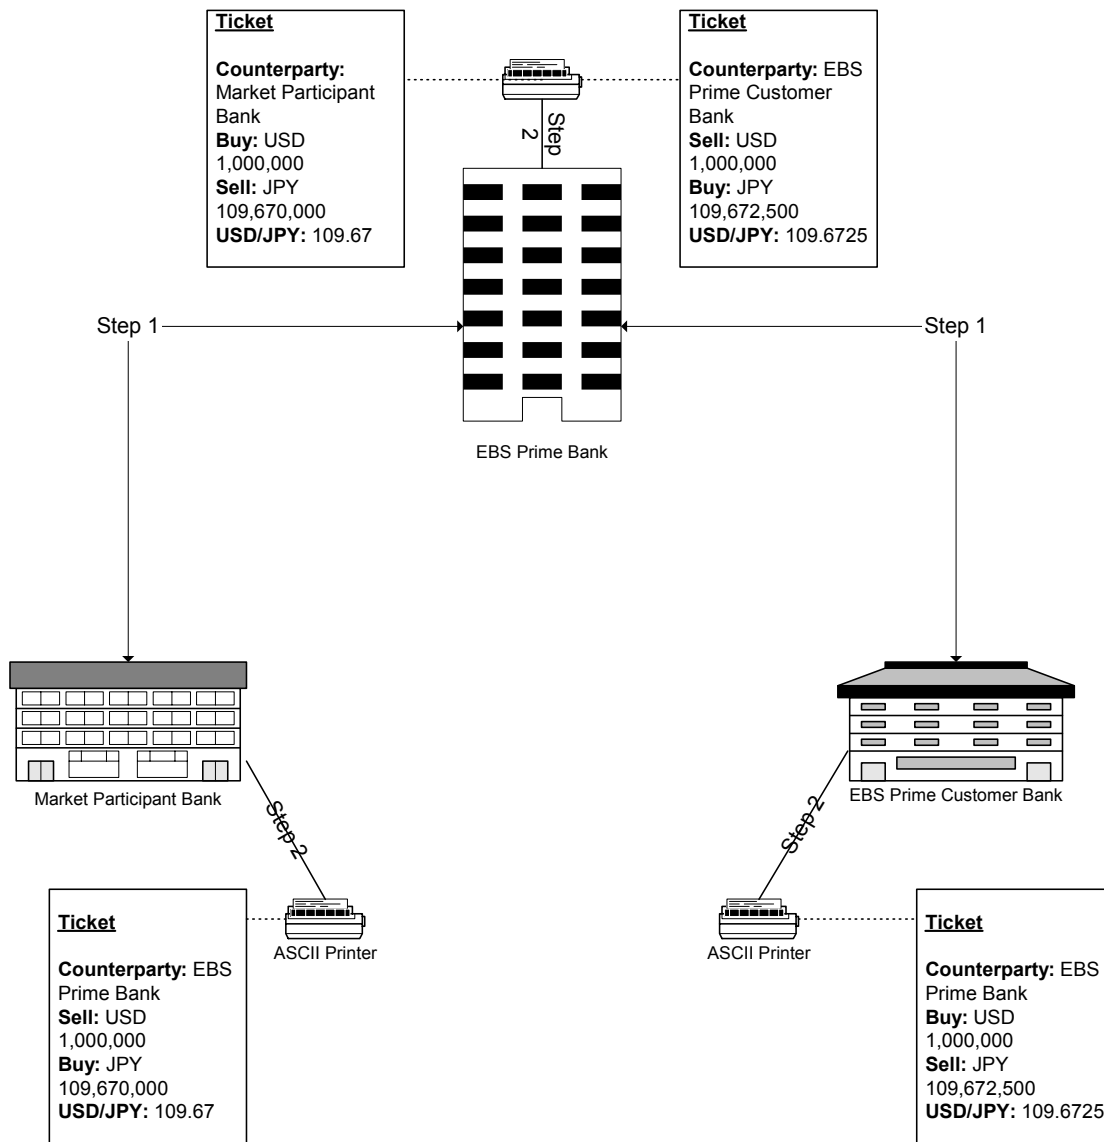 Ticket
Counterparty:
Market Participant
Bank
Buy: USD
1,000,000
Sell: JPY
109,670,000
USD/JPY: 109.67
Ticket
Counterparty: EBS
Prime Customer
Bank
Sell: USD
1,000,000
Buy: JPY
109,672,500
USD/JPY: 109.6725
Step
2
Step 1
Step 1
EBS Prime Bank
Market Participant Bank
EBS Prime Customer Bank
Step 2
Step 2
ASCII Printer
ASCII Printer
Ticket
Counterparty: EBS
Prime Bank
Sell: USD
1,000,000
Buy: JPY
109,670,000
USD/JPY: 109.67
Ticket
Counterparty: EBS
Prime Bank
Buy: USD
1,000,000
Sell: JPY
109,672,500
USD/JPY: 109.6725